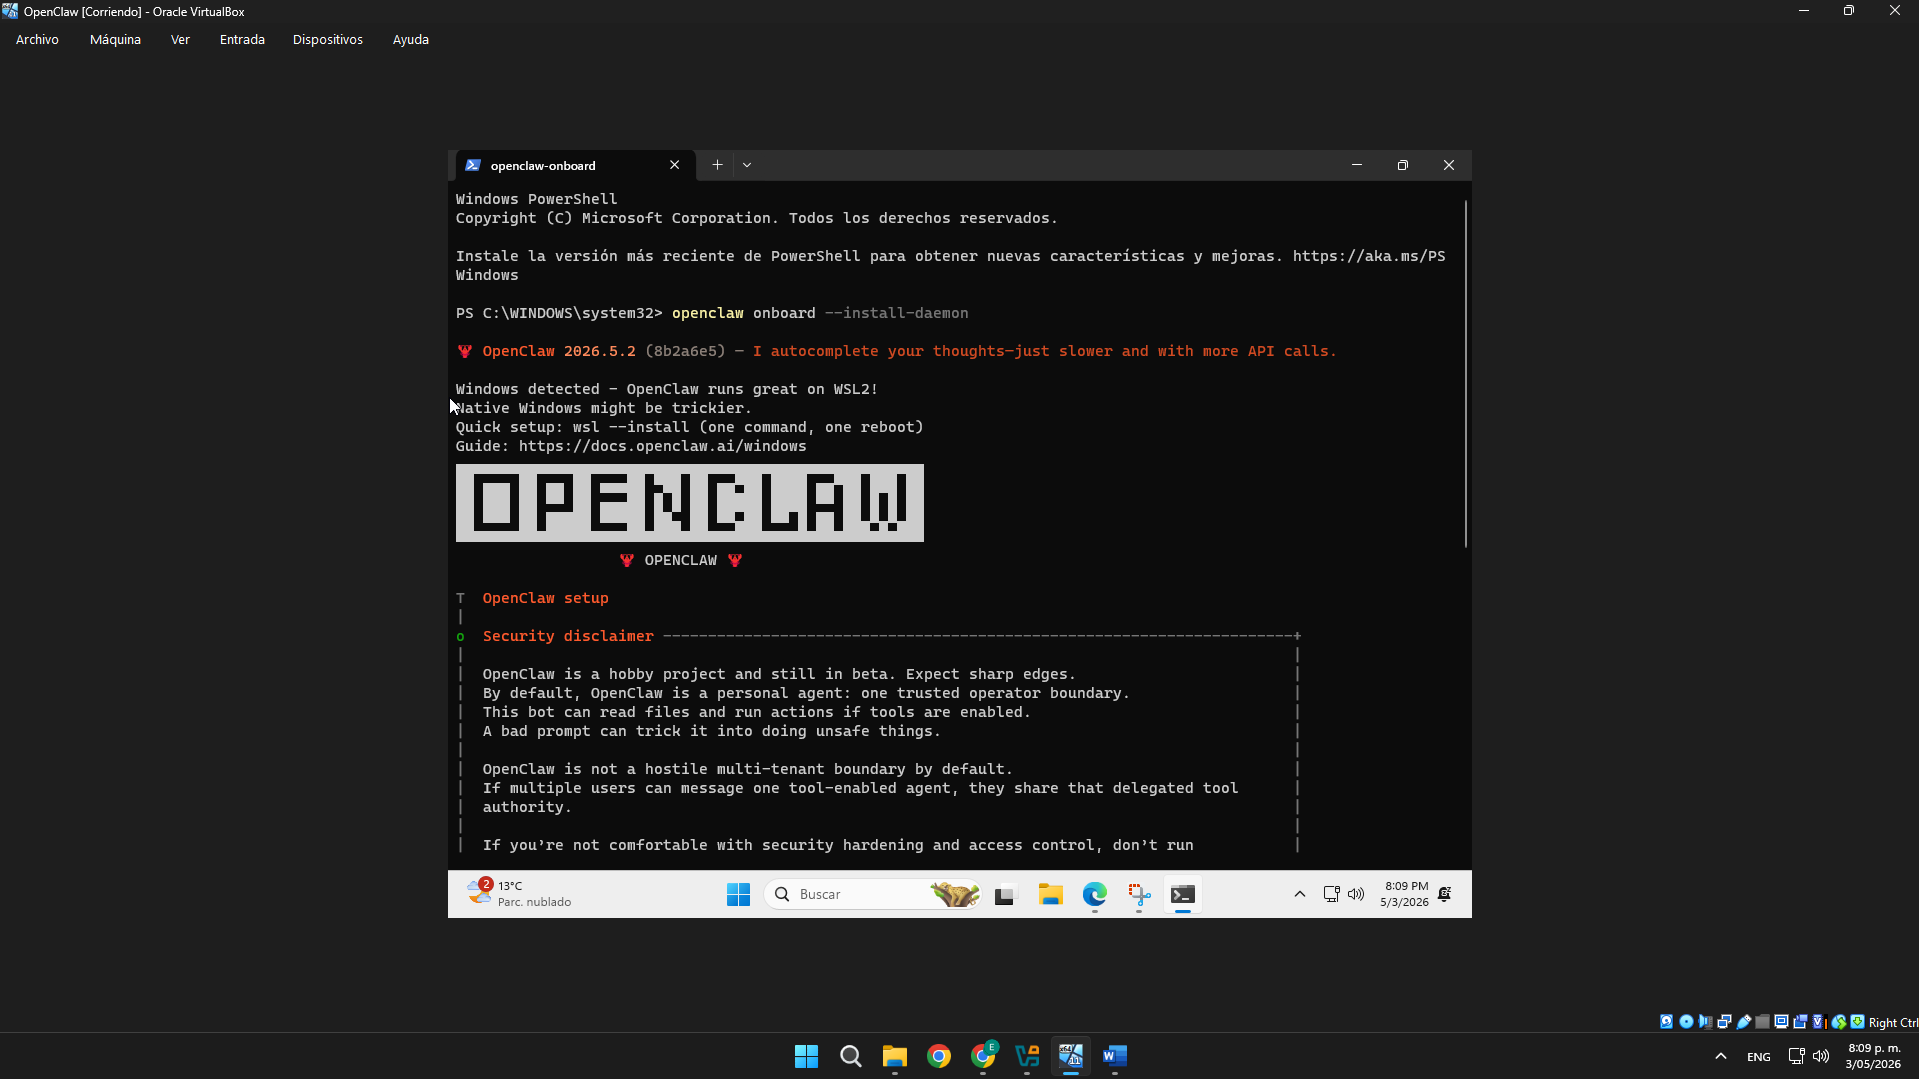 OpenClaw [Corriendo] - Oracle VirtualBox
Archivo Máquina Ver Entrada Dispositivos Ayuda
openclaw-onboard
Windows PowerShell
Copyright (C) Microsoft Corporation. Todos los derechos reservados.
Instale la versión más reciente de PowerShell para obtener nuevas características y mejoras. https://aka.ms/PS
Windows
PS C:\WINDOWS\system32> openclaw onboard --install-daemon
OpenClaw 2026.5.2 (8b2a6e5) — I autocomplete your thoughts—just slower and with more API calls.
Windows detected - OpenClaw runs great on WSL2!
Native Windows might be trickier.
Quick setup: wsl --install (one command, one reboot)
Guide: https://docs.openclaw.ai/windows
OPENCLAW
OPENCLAW
T OpenClaw setup
o Security disclaimer
OpenClaw is a hobby project and still in beta. Expect sharp edges.
By default, OpenClaw is a personal agent: one trusted operator boundary.
This bot can read files and run actions if tools are enabled.
A bad prompt can trick it into doing unsafe things.
OpenClaw is not a hostile multi-tenant boundary by default.
If multiple users can message one tool-enabled agent, they share that delegated tool
authority.
If you're not comfortable with security hardening and access control, don't run
2
13°C
Parc. nublado
Buscar
8:09 PM
5/3/2026
Right Ctrl
E
ENG
8:09 p. m.
3/05/2026